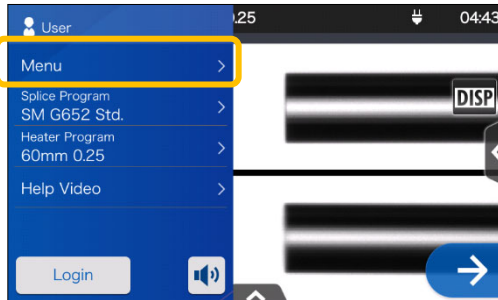 User
.25
04:43
Menu
Splice Program
SM G652 Std.
Heater Program
60mm 0.25
Help Video
Login
DISP